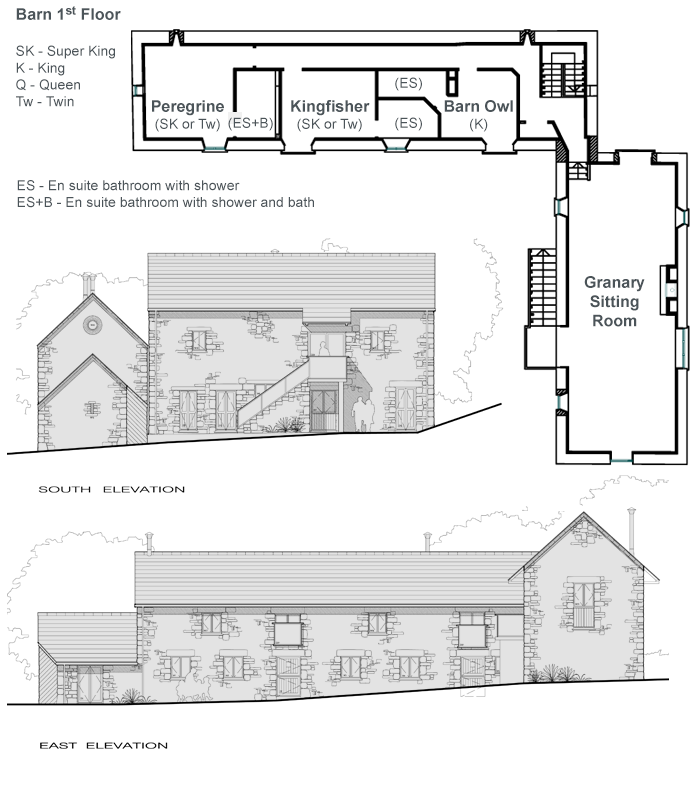 Barn 1st Floor
SK - Super King
K - King
Q - Queen
Tw - Twin
Peregrine
(SK or Tw)
(ES+B)
Kingfisher
(SK or Tw)
(ES)
(ES)
Barn Owl
(K)
ES - En suite bathroom with shower
ES+B - En suite bathroom with shower and bath
Granary
Sitting
Room
SOUTH ELEVATION
EAST ELEVATION